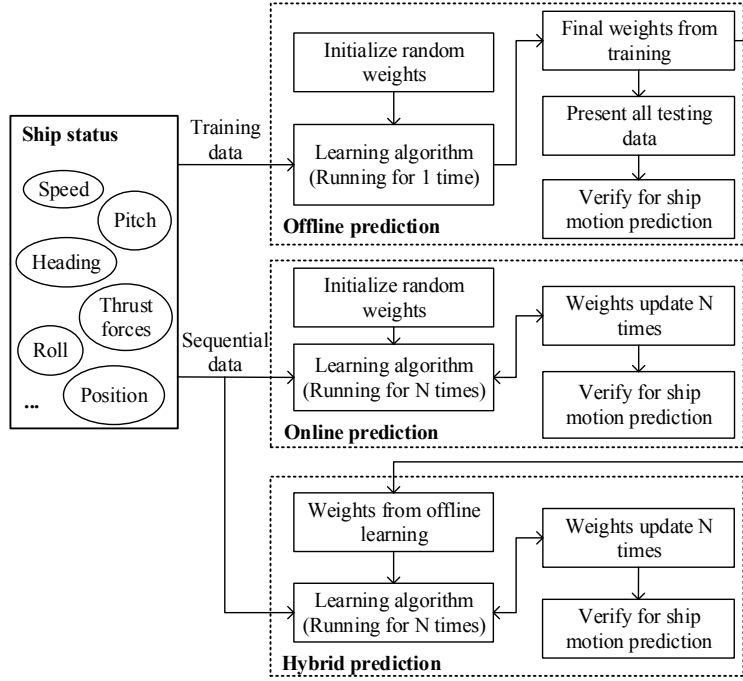 Ship status
Speed
Pitch
Heading
Thrust
forces
Roll
Position
...
Training
data
Sequential
data
Initialize random
weights
Learning algorithm
(Running for 1 time)
Final weights from
training
Present all testing
data
Verify for ship
motion prediction
Offline prediction
Initialize random
weights
Learning algorithm
(Running for N times)
Weights update N
times
Verify for ship
motion prediction
Online prediction
Weights from offline
learning
Learning algorithm
(Running for N times)
Weights update N
times
Verify for ship
motion prediction
Hybrid prediction